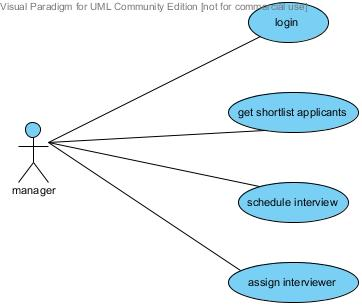 Visual Paradigm for UML Community Edition [not for commercial use]
login
get shortlist applicants
schedule interview
manager
assign interviewer